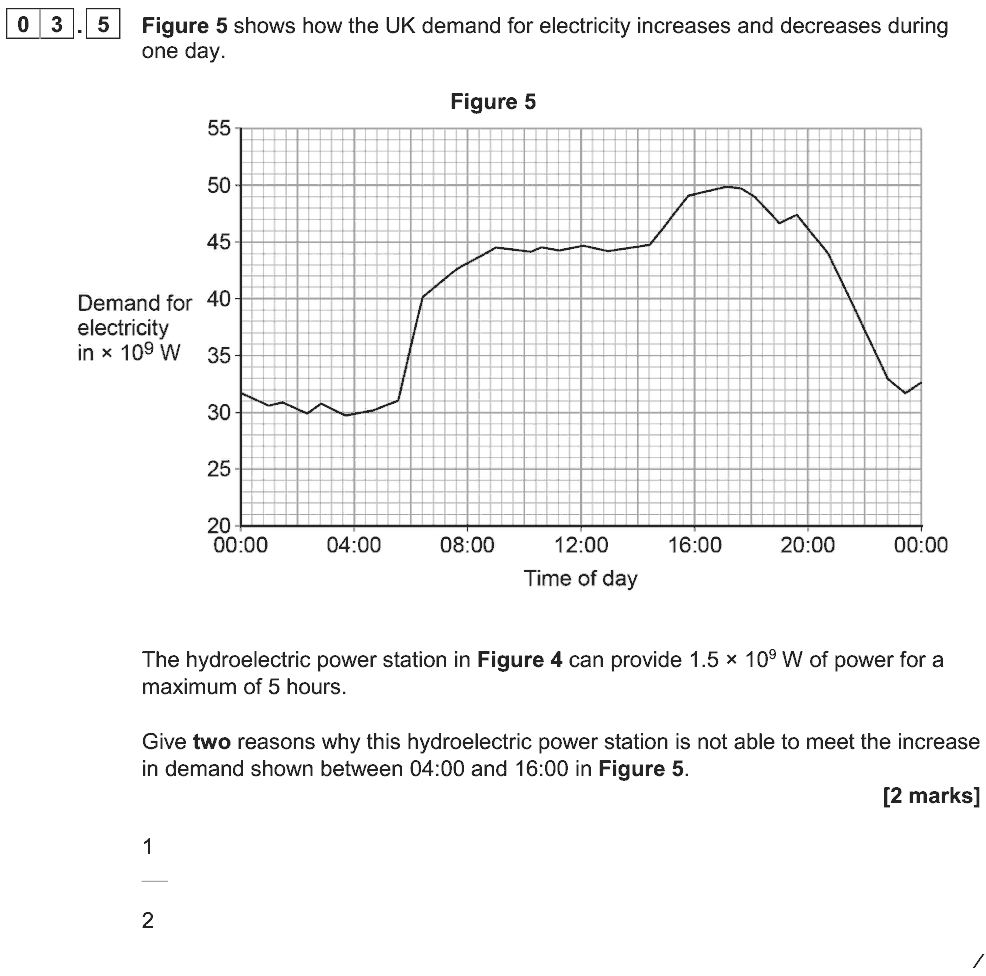 0 3 . 5 Figure 5 shows how the UK demand for electricity increases and decreases during
one day.
Figure 5
55
50
45
Demand for 40
electricity
in × 10⁹ W 35
30
25
20
00:00 04:00 08:00 12:00 16:00 20:00 00:00
Time of day
The hydroelectric power station in Figure 4 can provide 1.5 × 10⁹ W of power for a
maximum of 5 hours.
Give two reasons why this hydroelectric power station is not able to meet the increase
in demand shown between 04:00 and 16:00 in Figure 5.
[2 marks]
1
2